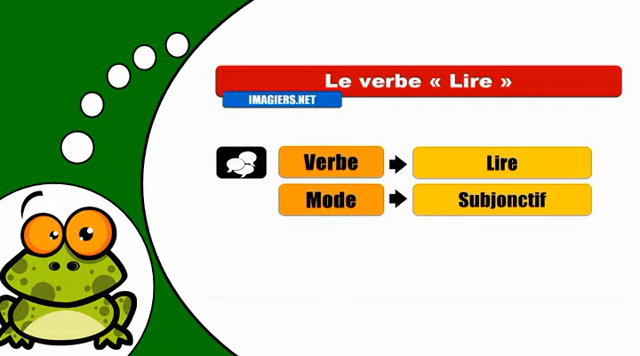 Le verbe « Lire »
IMAGIERS.NET
Verbe Lire
Mode Subjonctif